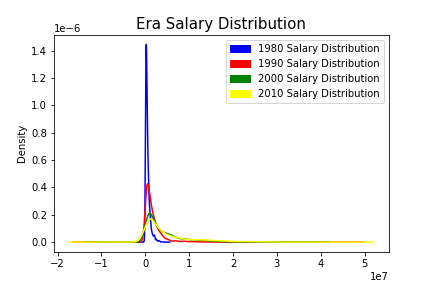 Era Salary Distribution
1e−6
1.4
1.2
1.0
0.8
0.6
0.4
0.2
0.0
Density
1980 Salary Distribution
1990 Salary Distribution
2000 Salary Distribution
2010 Salary Distribution
−2 −1 0 1 2 3 4 5
1e7